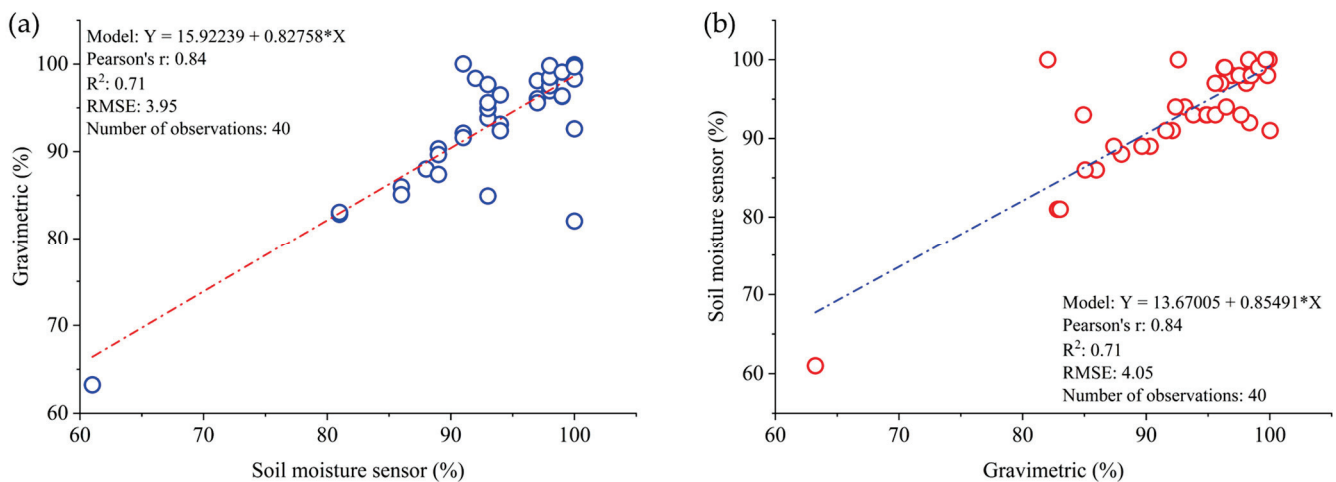 (a)
Model: Y = 15.92239 + 0.82758*X
Pearson's r: 0.84
R²: 0.71
RMSE: 3.95
Number of observations: 40
Gravimetric (%)
100
90
80
70
60
60
70
80
90
100
Soil moisture sensor (%)
(b)
Soil moisture sensor (%)
100
90
80
70
60
Model: Y = 13.67005 + 0.85491*X
Pearson's r: 0.84
R²: 0.71
RMSE: 4.05
Number of observations: 40
60
70
80
90
100
Gravimetric (%)